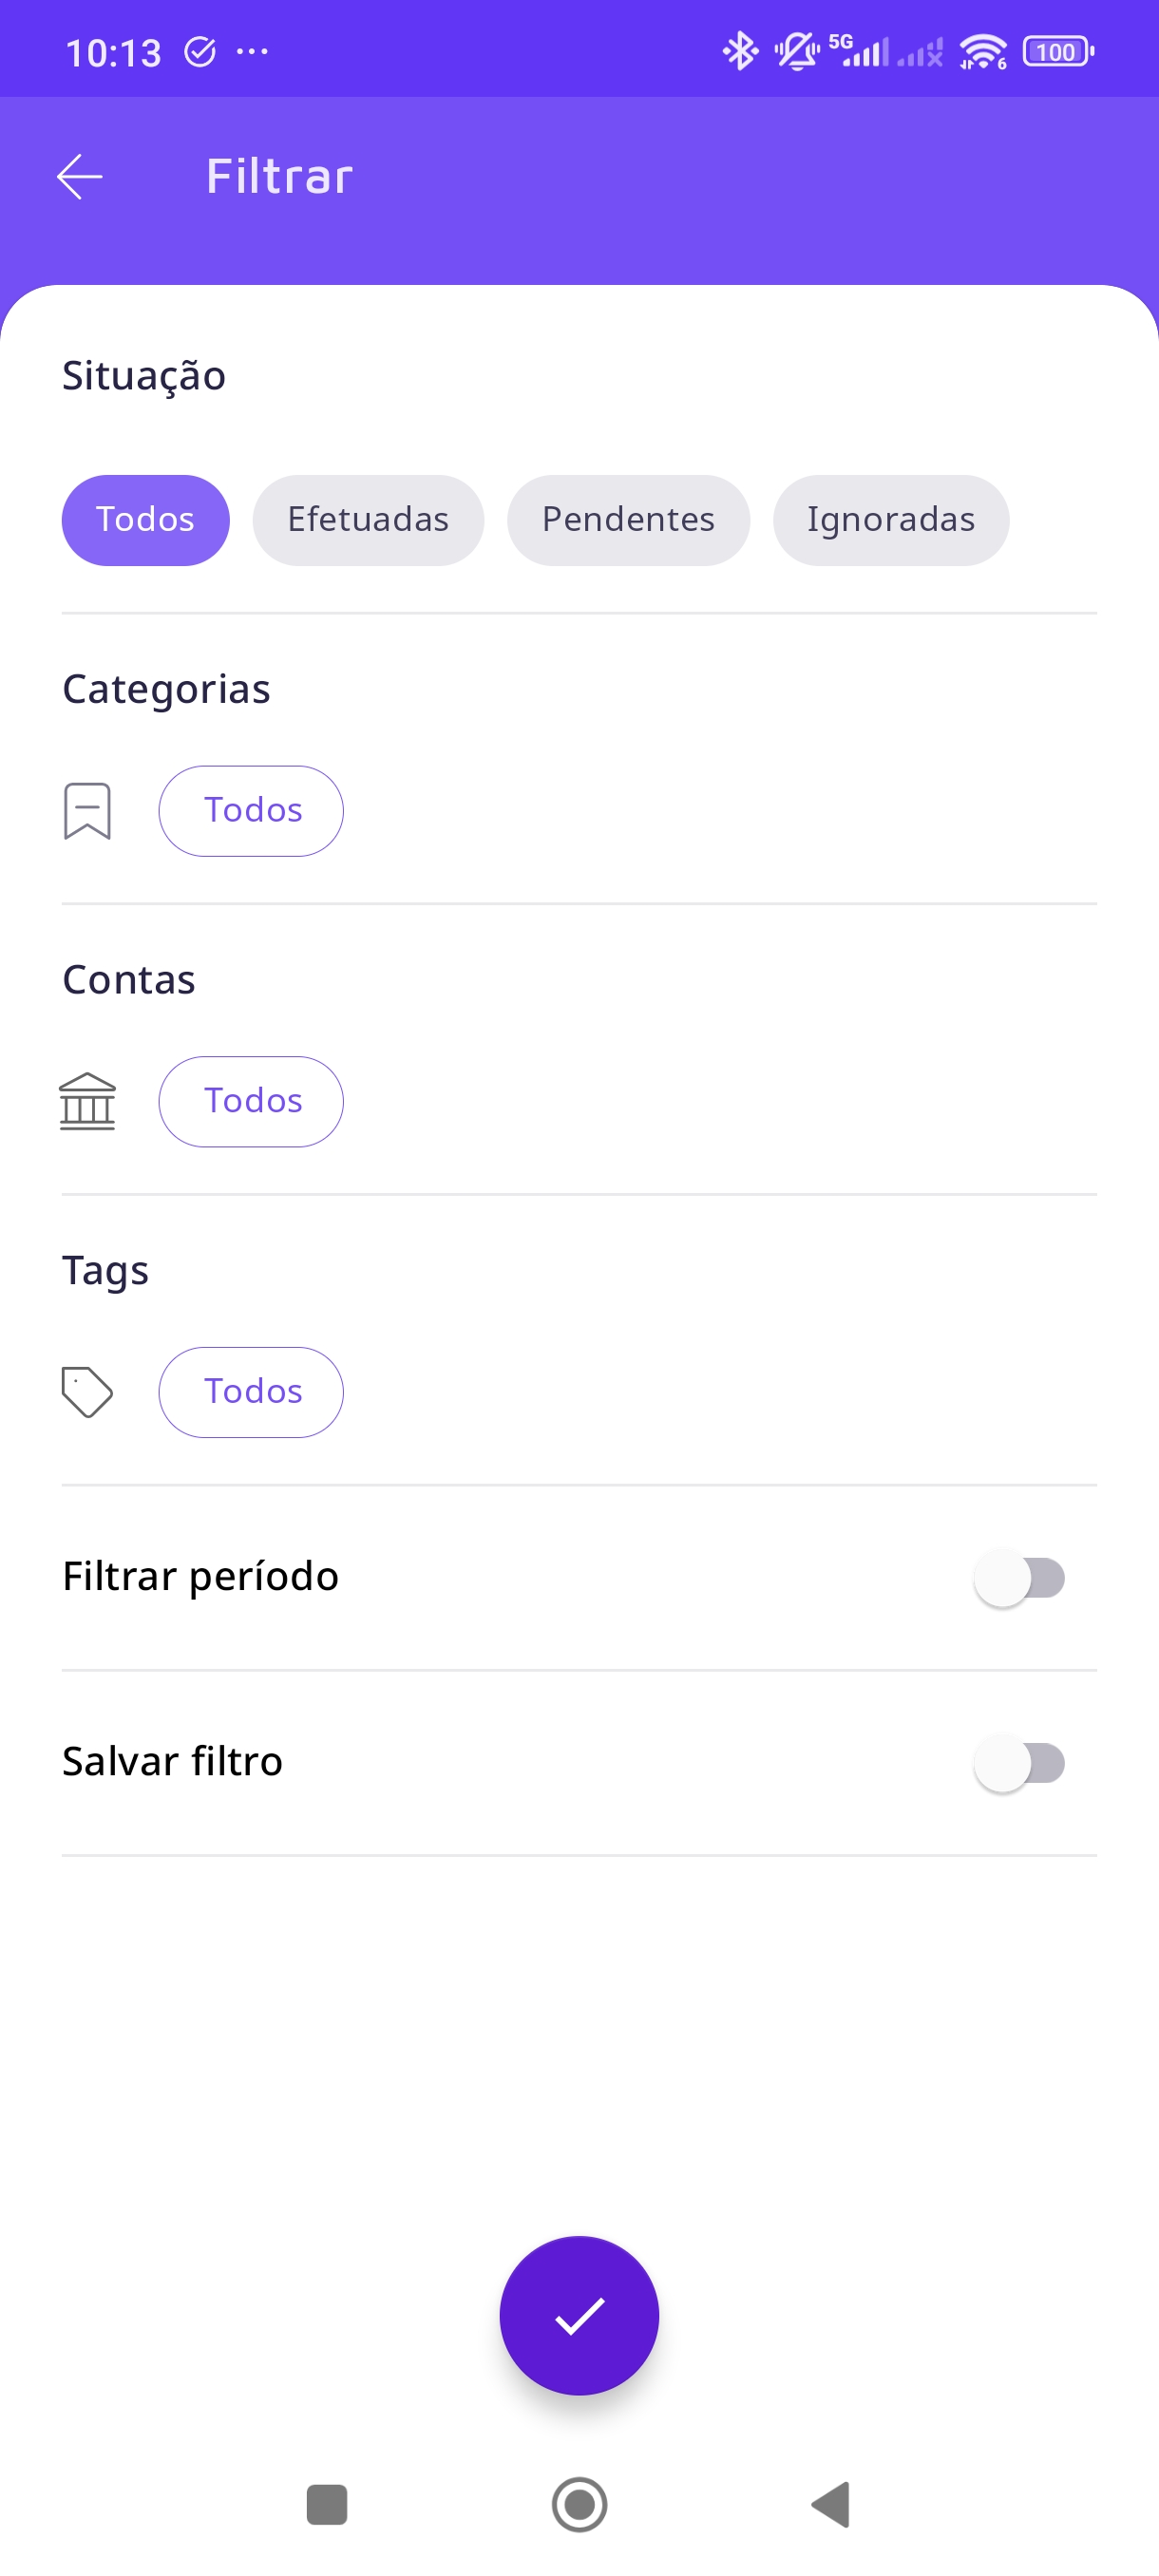 10:13 5G 6 100
Filtrar
Situação
Todos Efetuadas Pendentes Ignoradas
Categorias
Todos
Contas
Todos
Tags
Todos
Filtrar período
Salvar filtro